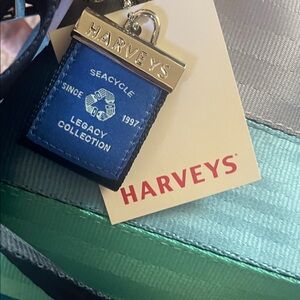 HARVEYS
SEACYCLE
SINCE 1997
LEGACY
COLLECTION
HARVEYS